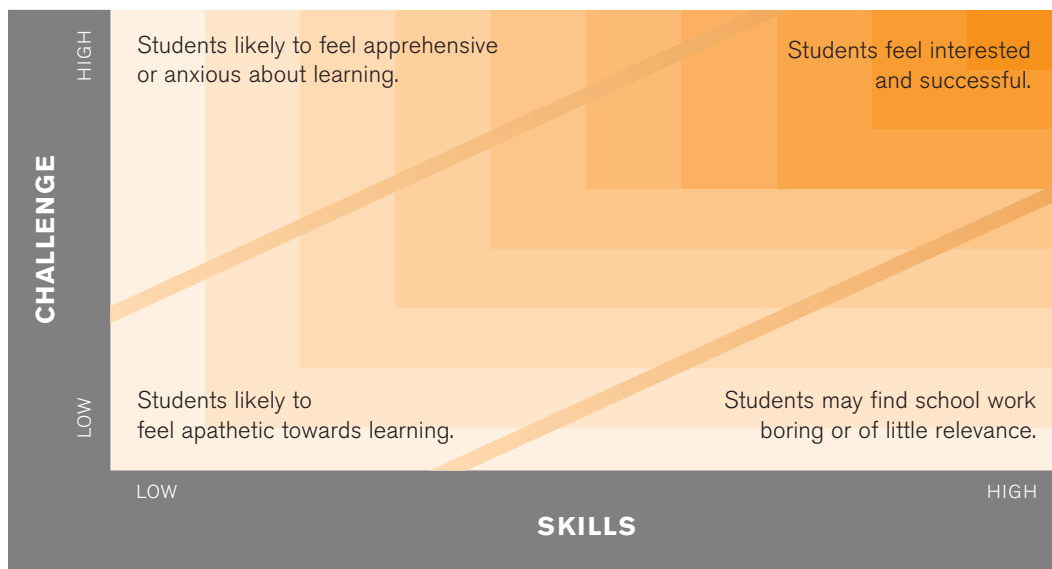 HIGH
Students likely to feel apprehensive
or anxious about learning.
Students feel interested
and successful.
CHALLENGE
LOW
Students likely to
feel apathetic towards learning.
Students may find school work
boring or of little relevance.
LOW
HIGH
SKILLS